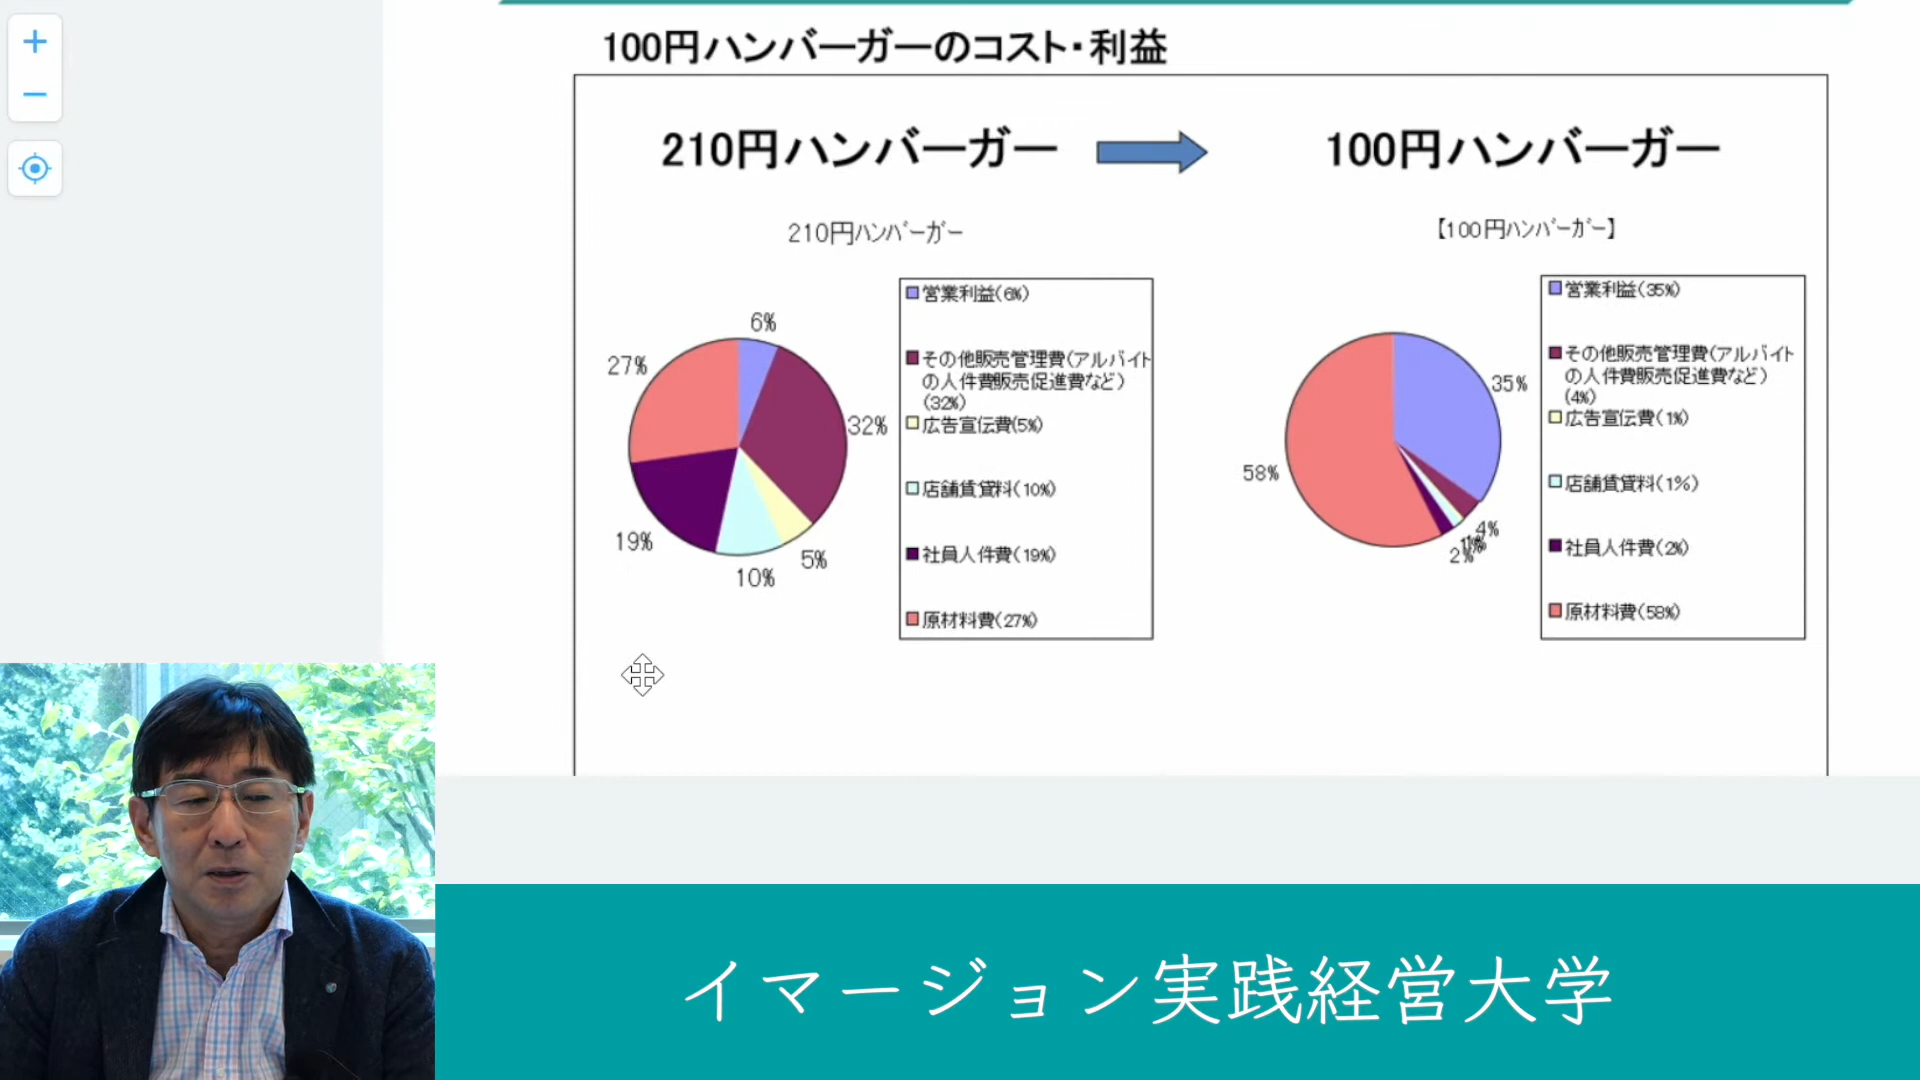 100円ハンバーガーのコスト・利益
210円ハンバーガー
100円ハンバーガー
210円ﾊﾝﾊﾞｰｶﾞｰ
6%
27%
32%
19%
5%
10%
営業利益(6%)
その他販売管理費(アルバイト
の人件費販売促進費など)
(32%)
広告宣伝費(5%)
店舗賃貸料(10%)
社員人件費(19%)
原材料費(27%)
【100円ﾊﾝﾊﾞｰｶﾞｰ】
35%
58%
4%
2%
営業利益(35%)
その他販売管理費(アルバイト
の人件費販売促進費など)
(4%)
広告宣伝費(1%)
店舗賃貸料(1%)
社員人件費(2%)
原材料費(58%)
イマージョン実践経営大学